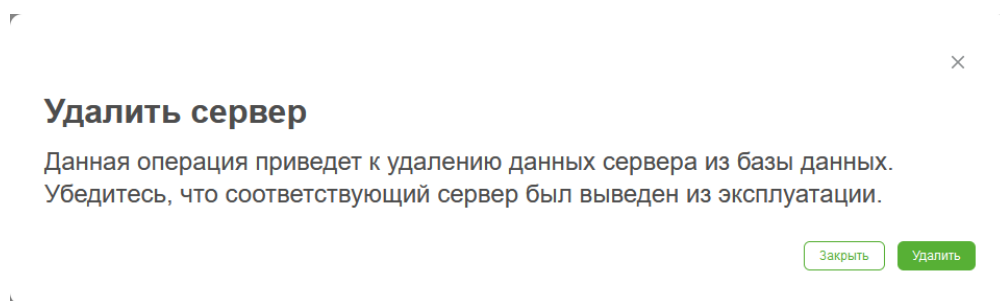 Удалить сервер
Данная операция приведет к удалению данных сервера из базы данных.
Убедитесь, что соответствующий сервер был выведен из эксплуатации.
Закрыть Удалить